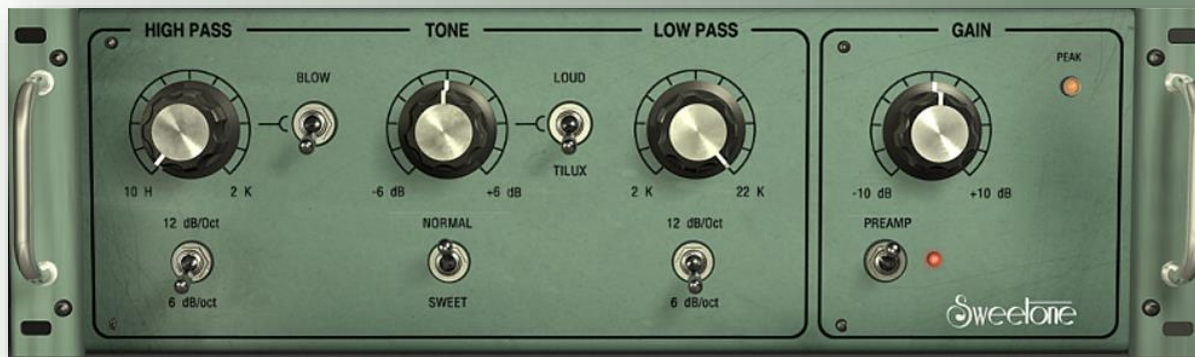 HIGH PASS TONE LOW PASS GAIN
PEAK
BLOW LOUD
TILUX
10 H 2 K -6 dB +6 dB 2 K 22 K -10 dB +10 dB
12 dB/Oct NORMAL 12 dB/Oct PREAMP
6 dB/oct SWEET 6 dB/oct
Sweetone